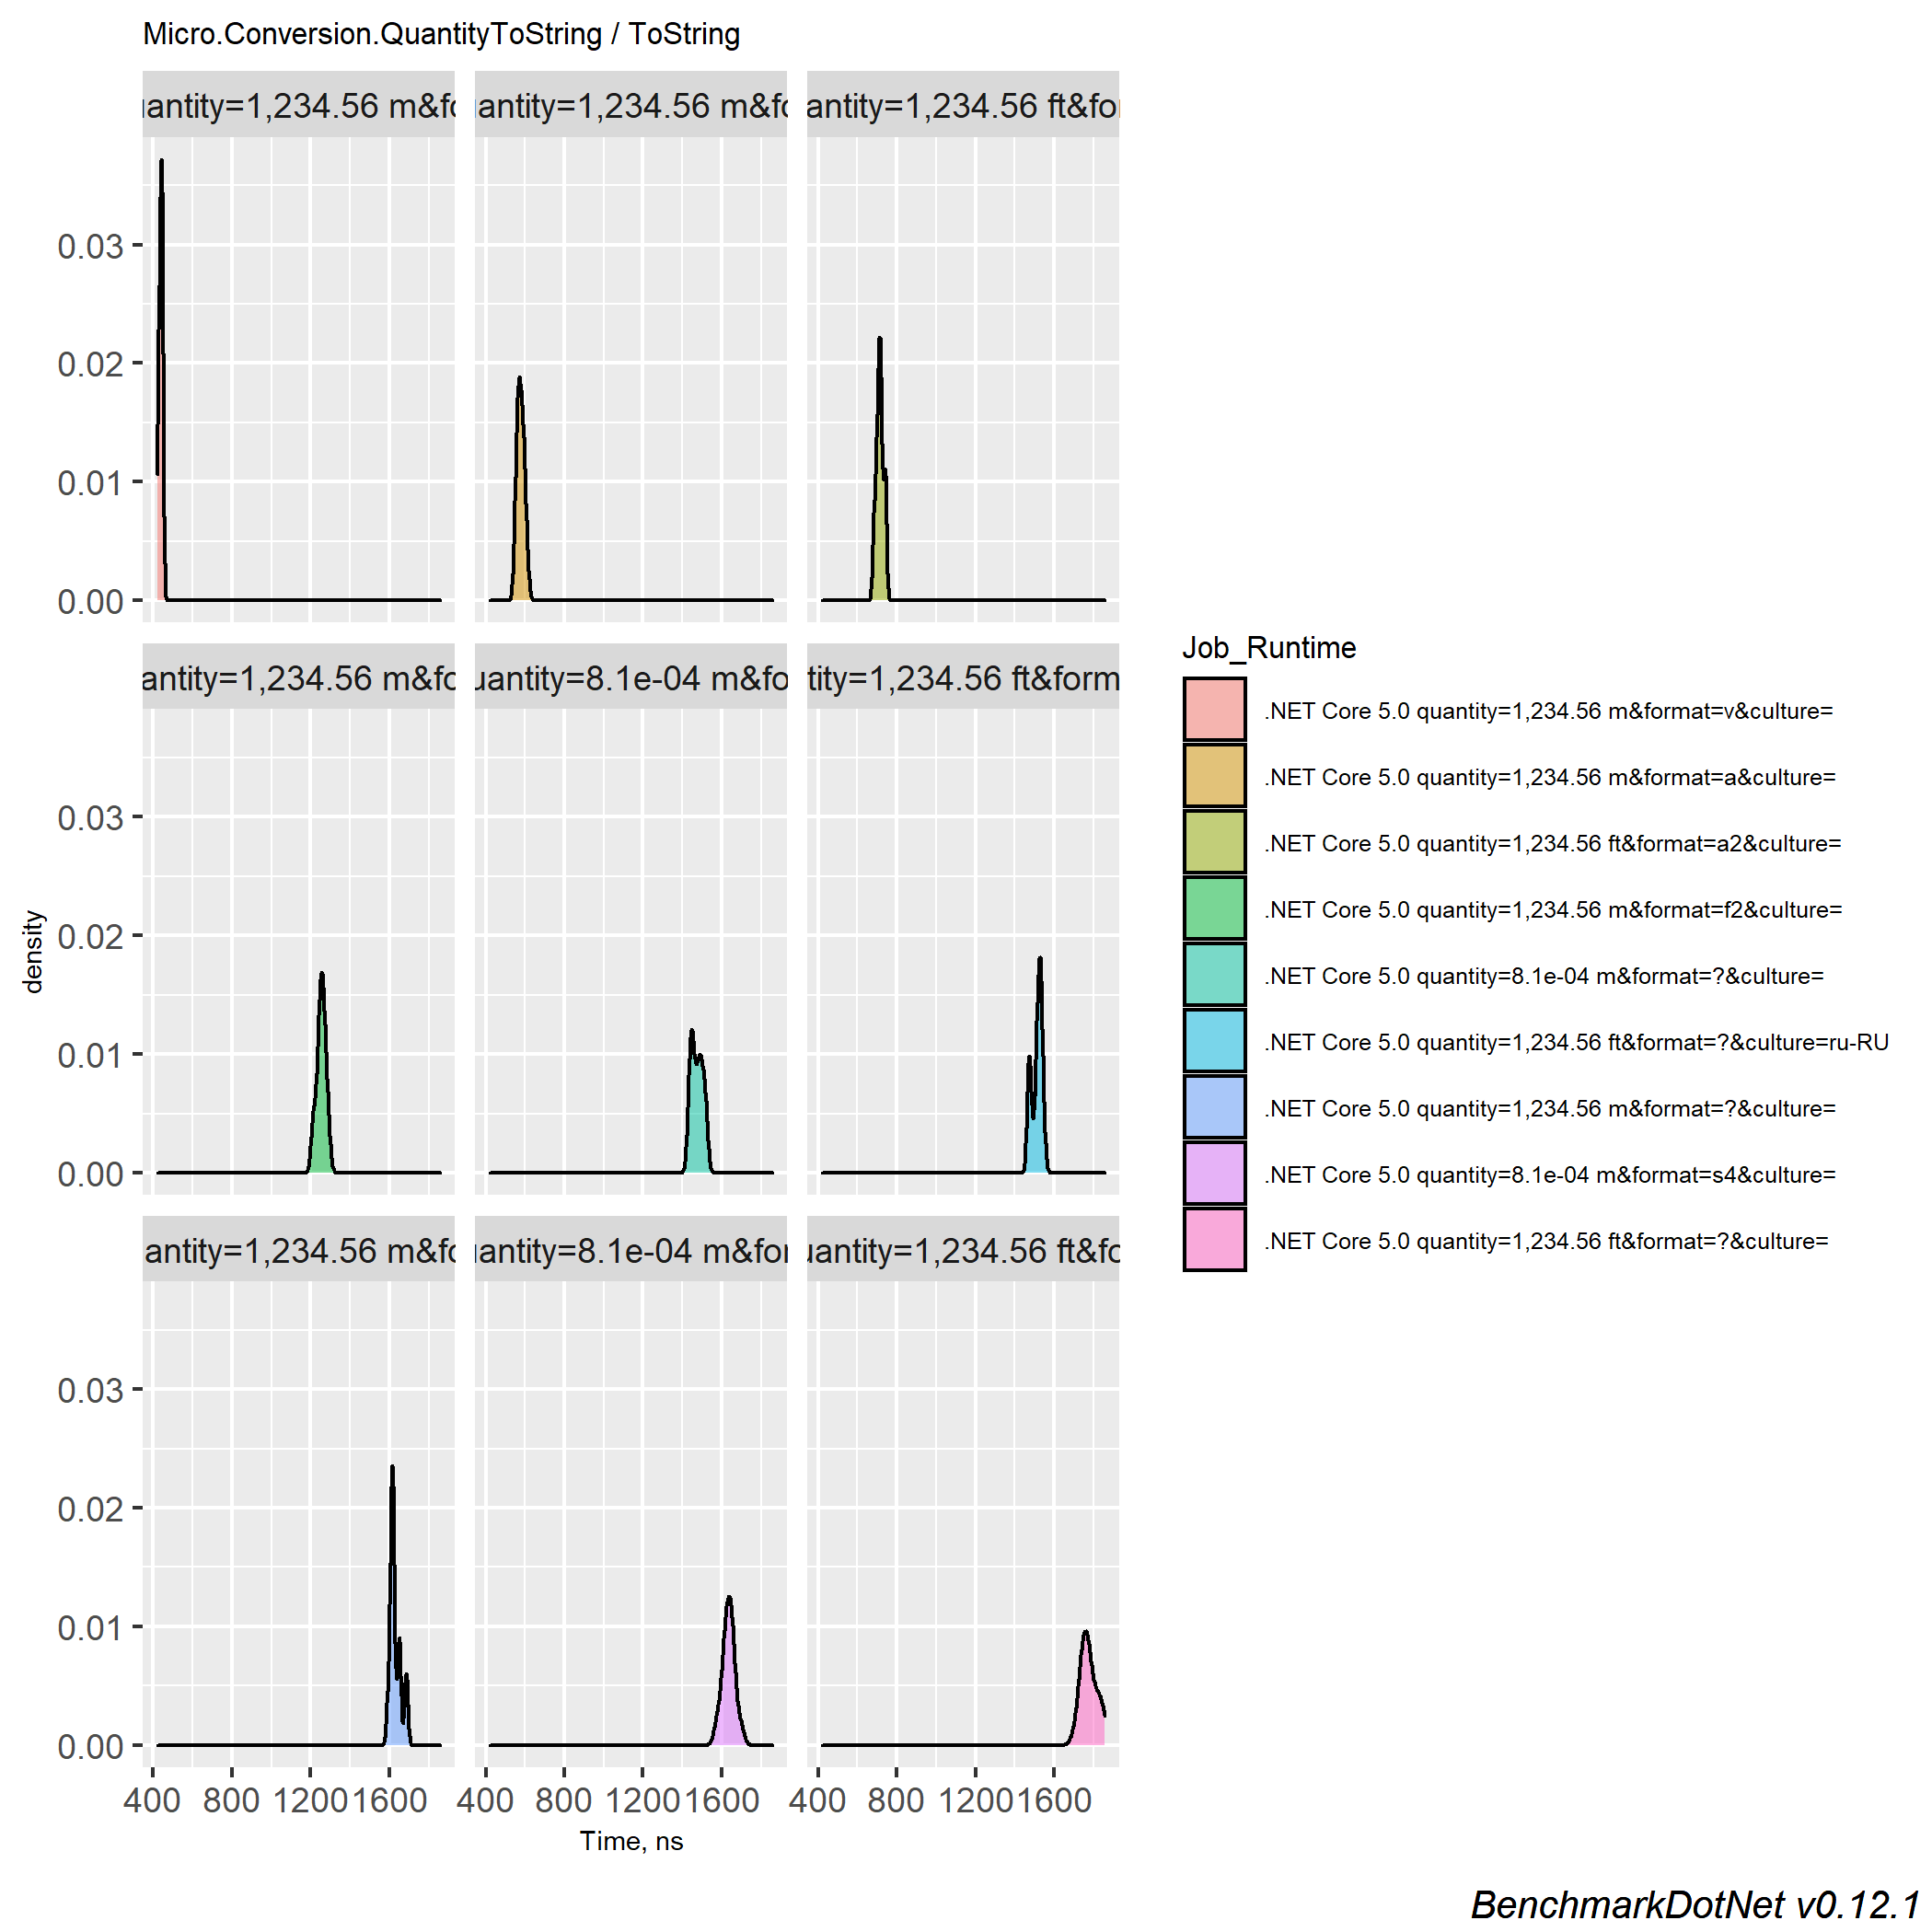 Micro.Conversion.QuantityToString / ToString
antity=1,234.56 m&fo
antity=1,234.56 m&fo
antity=1,234.56 ft&for
0.03
0.02
0.01
0.00
antity=1,234.56 m&fo
uantity=8.1e-04 m&fo
tity=1,234.56 ft&form
0.03
0.02
0.01
0.00
density
antity=1,234.56 m&fo
uantity=8.1e-04 m&for
uantity=1,234.56 ft&fo
0.03
0.02
0.01
0.00
400 800 1200 1600 400 800 1200 1600 400 800 1200 1600
Time, ns
Job_Runtime
.NET Core 5.0 quantity=1,234.56 m&format=v&culture=
.NET Core 5.0 quantity=1,234.56 m&format=a&culture=
.NET Core 5.0 quantity=1,234.56 ft&format=a2&culture=
.NET Core 5.0 quantity=1,234.56 m&format=f2&culture=
.NET Core 5.0 quantity=8.1e-04 m&format=?&culture=
.NET Core 5.0 quantity=1,234.56 ft&format=?&culture=ru-RU
.NET Core 5.0 quantity=1,234.56 m&format=?&culture=
.NET Core 5.0 quantity=8.1e-04 m&format=s4&culture=
.NET Core 5.0 quantity=1,234.56 ft&format=?&culture=
BenchmarkDotNet v0.12.1